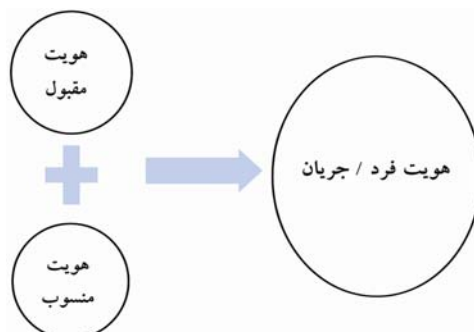 هویت
مقبول
هویت فرد / جریان
هویت
منسوب